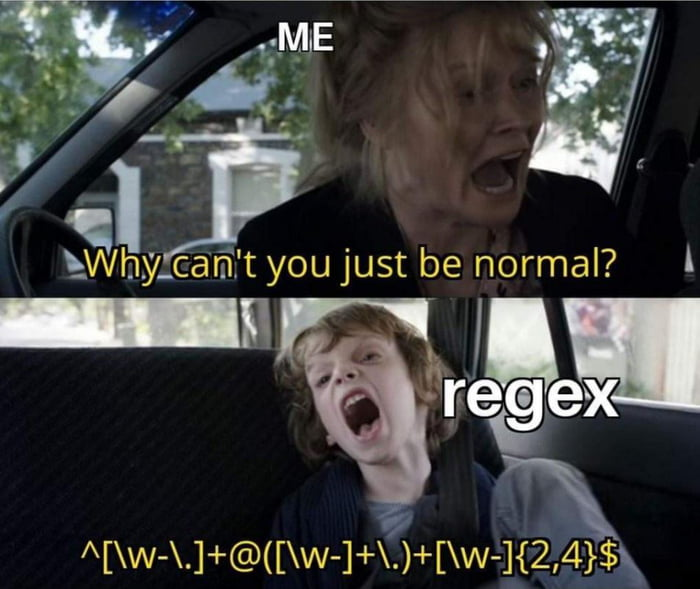 ME
Why can't you just be normal?
regex
^[\w-\.]+@([\w-]+\.)+[\w-]{2,4}$